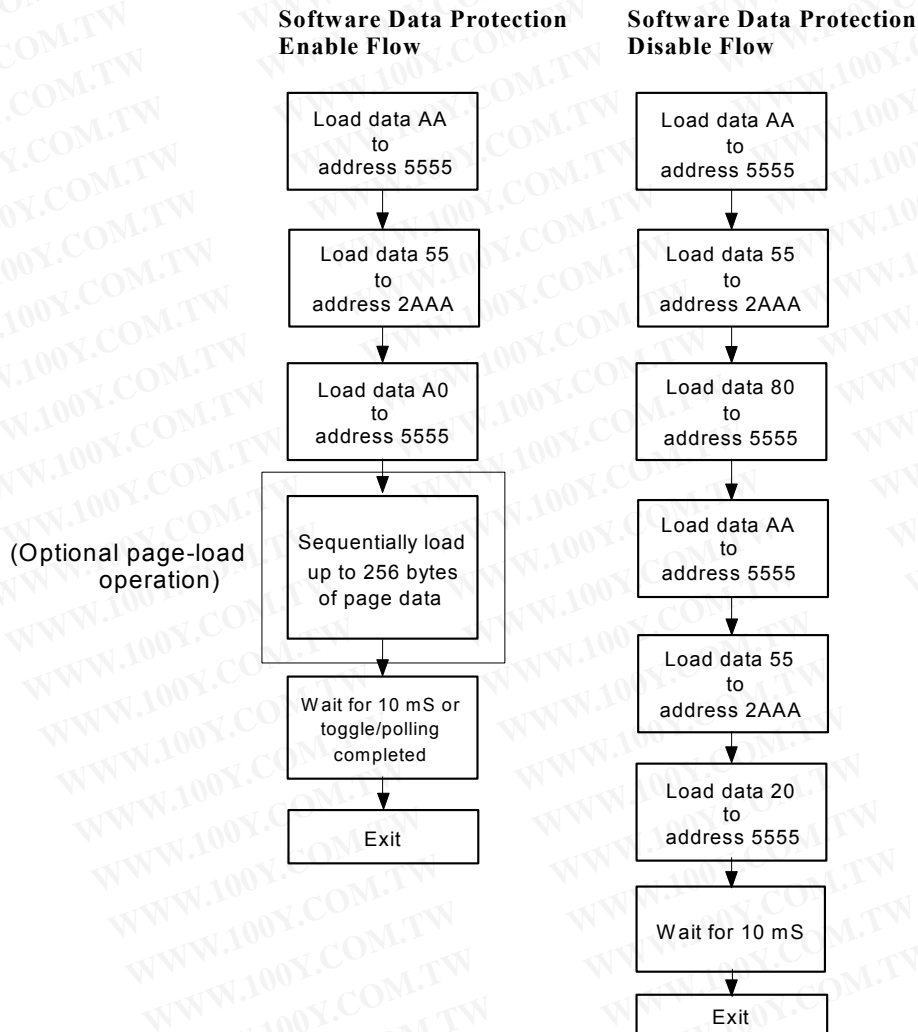 Software Data Protection
Enable Flow
Load data AA
to
address 5555
Load data 55
to
address 2AAA
Load data A0
to
address 5555
(Optional page-load
operation)
Sequentially load
up to 256 bytes
of page data
Wait for 10 mS or
toggle/polling
completed
Exit
Software Data Protection
Disable Flow
Load data AA
to
address 5555
Load data 55
to
address 2AAA
Load data 80
to
address 5555
Load data AA
to
address 5555
Load data 55
to
address 2AAA
Load data 20
to
address 5555
Wait for 10 mS
Exit
WWW.100Y.COM.TW